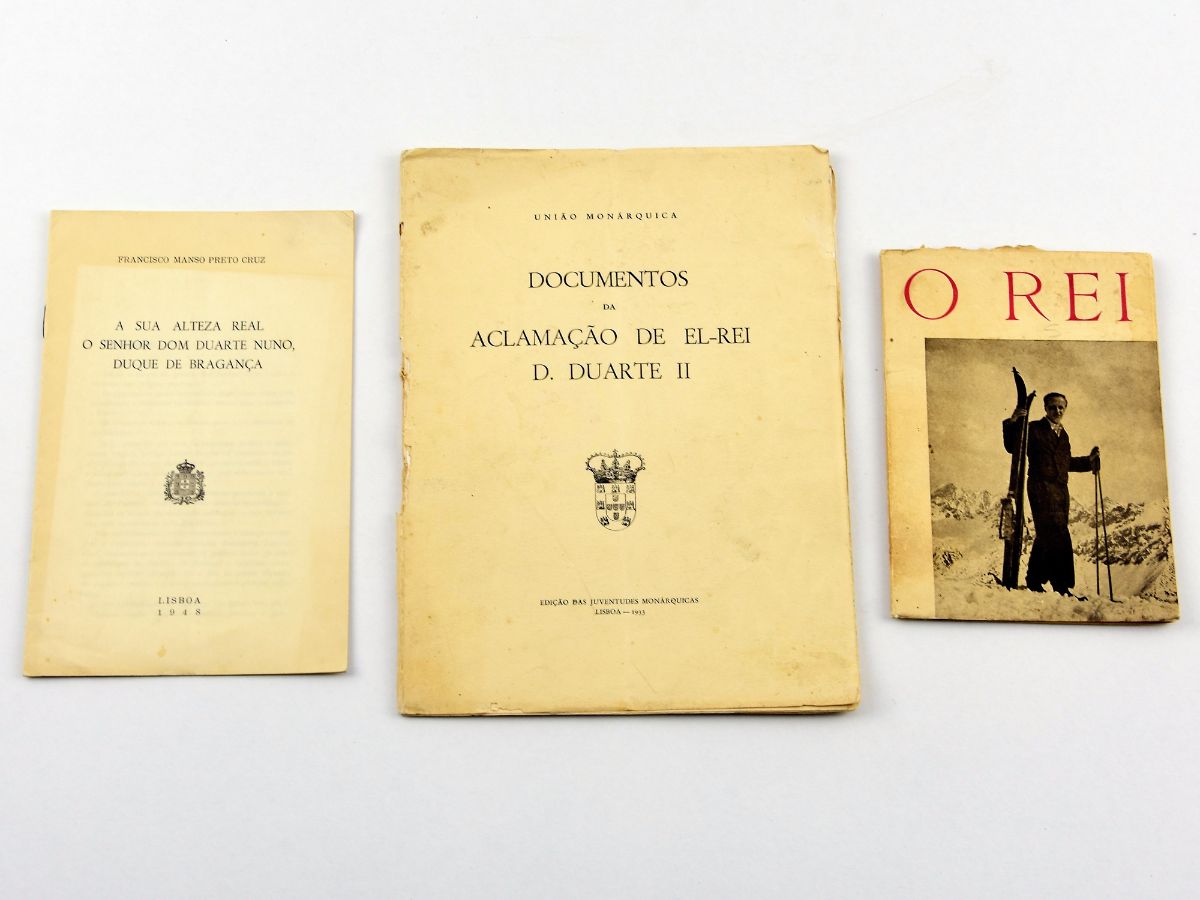 FRANCISCO MANSO PRETO CRUZ
A SUA ALTEZA REAL
O SENHOR DOM DUARTE NUNO,
DUQUE DE BRAGANÇA
LISBOA
1948
UNIÃO MONÁRQUICA
DOCUMENTOS
DA
ACLAMAÇÃO DE EL-REI
D. DUARTE II
EDIÇÃO DAS JUVENTUDES MONÁRQUICAS
LISBOA — 1933
O REI